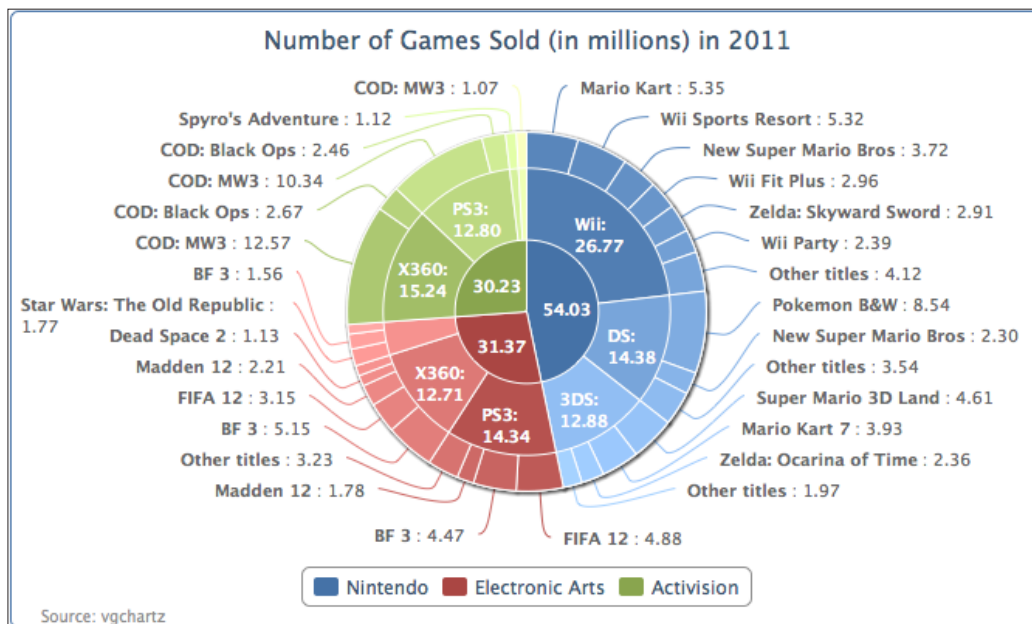 Number of Games Sold (in millions) in 2011
COD: MW3 : 1.07
Spyro's Adventure : 1.12
COD: Black Ops : 2.46
COD: MW3 : 10.34
COD: Black Ops : 2.67
COD: MW3 : 12.57
BF 3 : 1.56
Star Wars: The Old Republic :
1.77
Dead Space 2 : 1.13
Madden 12 : 2.21
FIFA 12 : 3.15
BF 3 : 5.15
Other titles : 3.23
Madden 12 : 1.78
BF 3 : 4.47
FIFA 12 : 4.88
Mario Kart : 5.35
Wii Sports Resort : 5.32
New Super Mario Bros : 3.72
Wii Fit Plus : 2.96
Zelda: Skyward Sword : 2.91
Wii Party : 2.39
Other titles : 4.12
Pokemon B&W : 8.54
New Super Mario Bros : 2.30
Other titles : 3.54
Super Mario 3D Land : 4.61
Mario Kart 7 : 3.93
Zelda: Ocarina of Time : 2.36
Other titles : 1.97
PS3:
12.80
X360:
15.24
30.23
Wii:
26.77
54.03
DS:
14.38
3DS:
12.88
31.37
X360:
12.71
PS3:
14.34
Nintendo
Electronic Arts
Activision
Source: vgchartz